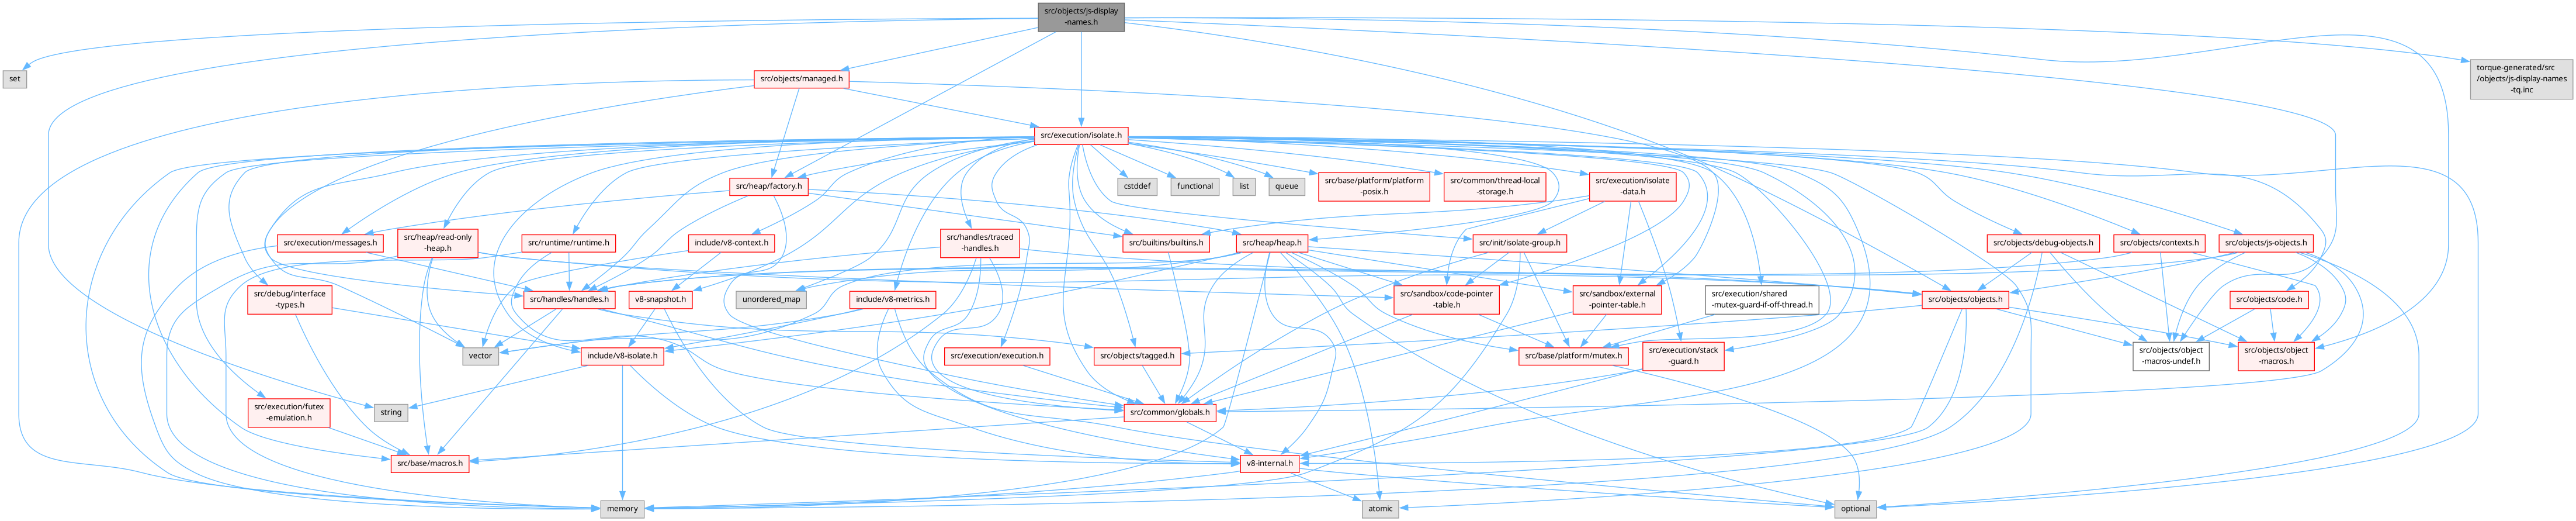 src/objects/js-display
-names.h
set
src/objects/managed.h
torque-generated/src
/objects/js-display-names
-tq.inc
src/execution/isolate.h
src/heap/factory.h
cstddef
functional
list
queue
src/base/platform/platform
-posix.h
src/common/thread-local
-storage.h
src/execution/isolate
-data.h
src/execution/messages.h
src/heap/read-only
-heap.h
src/runtime/runtime.h
include/v8-context.h
src/handles/traced
-handles.h
src/builtins/builtins.h
src/heap/heap.h
src/init/isolate-group.h
src/objects/debug-objects.h
src/objects/contexts.h
src/objects/js-objects.h
src/debug/interface
-types.h
src/handles/handles.h
v8-snapshot.h
unordered_map
include/v8-metrics.h
src/sandbox/code-pointer
-table.h
src/sandbox/external
-pointer-table.h
src/execution/shared
-mutex-guard-if-off-thread.h
src/objects/objects.h
src/objects/code.h
vector
include/v8-isolate.h
src/execution/execution.h
src/objects/tagged.h
src/base/platform/mutex.h
src/execution/stack
-guard.h
src/objects/object
-macros-undef.h
src/objects/object
-macros.h
src/execution/futex
-emulation.h
string
src/common/globals.h
src/base/macros.h
v8-internal.h
memory
atomic
optional